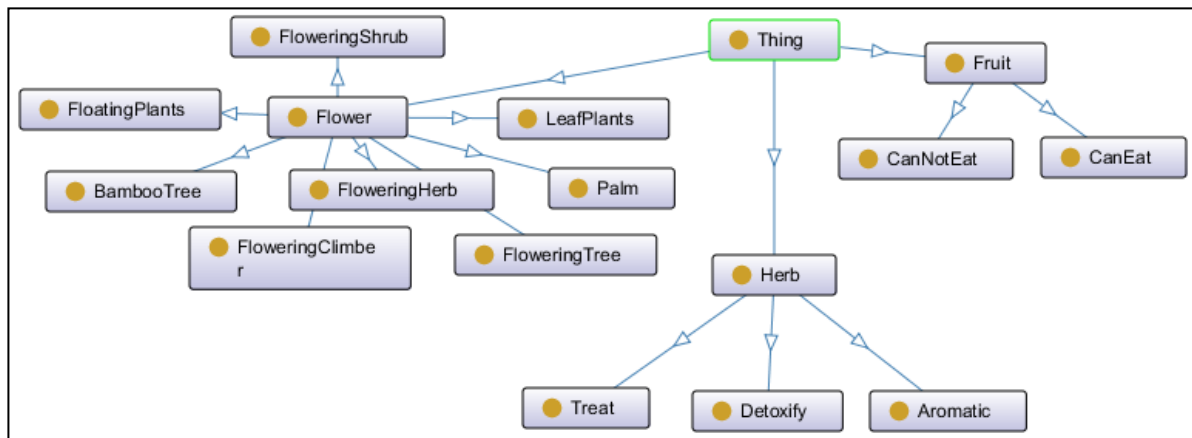 FloweringShrub
Thing
Fruit
FloatingPlants
Flower
LeafPlants
CanNotEat
CanEat
BambooTree
FloweringHerb
Palm
FloweringClimbe
r
FloweringTree
Herb
Treat
Detoxify
Aromatic